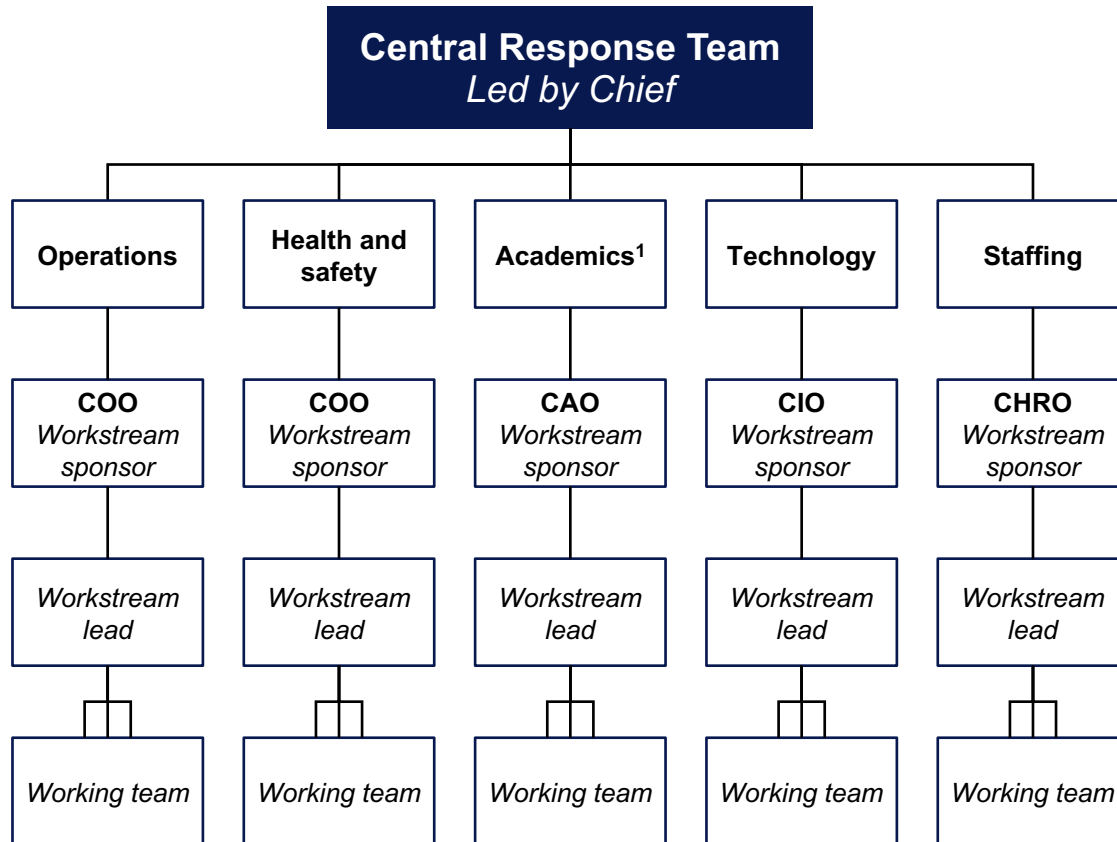 Central Response Team
Led by Chief
Operations
Health and
safety
Academics¹
Technology
Staffing
COO
Workstream
sponsor
COO
Workstream
sponsor
CAO
Workstream
sponsor
CIO
Workstream
sponsor
CHRO
Workstream
sponsor
Workstream
lead
Workstream
lead
Workstream
lead
Workstream
lead
Workstream
lead
Working team
Working team
Working team
Working team
Working team